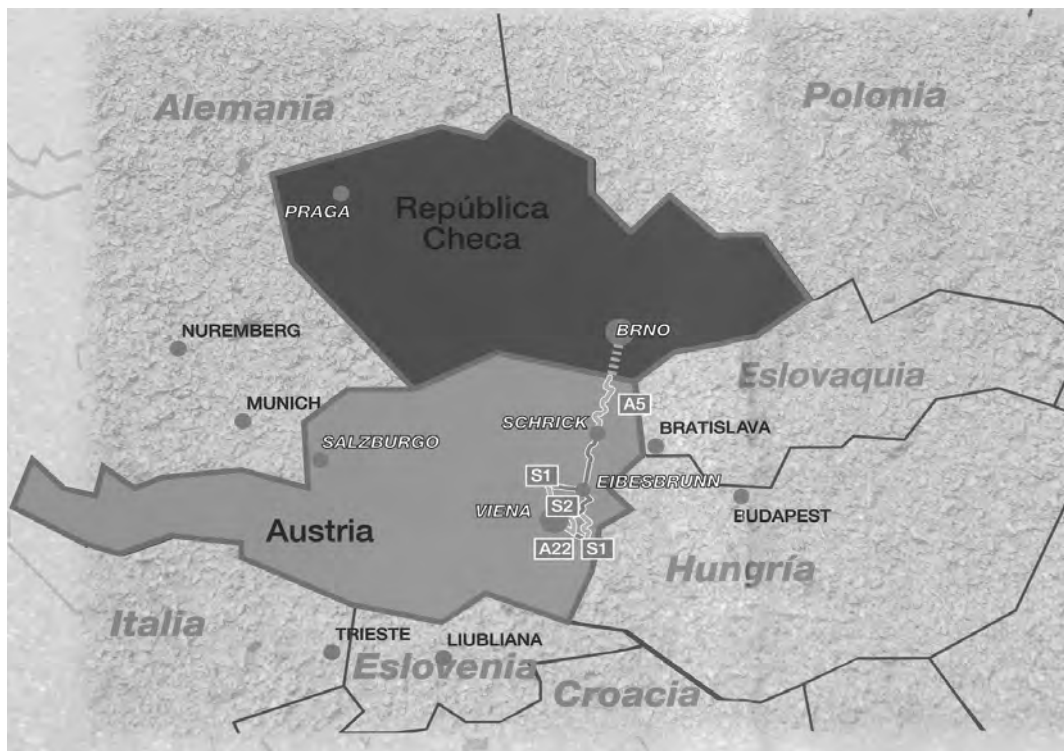 Alemania
Polonia
PRAGA
República
Checa
NUREMBERG
BRNO
Eslovaquia
MUNICH
A5
SCHRICK
BRATISLAVA
SALZBURGO
S1
EIBESBRUNN
VIENA
S2
BUDAPEST
Austria
A22
S1
Hungría
Italia
TRIESTE
LIUBLIANA
Eslovenia
Croacia